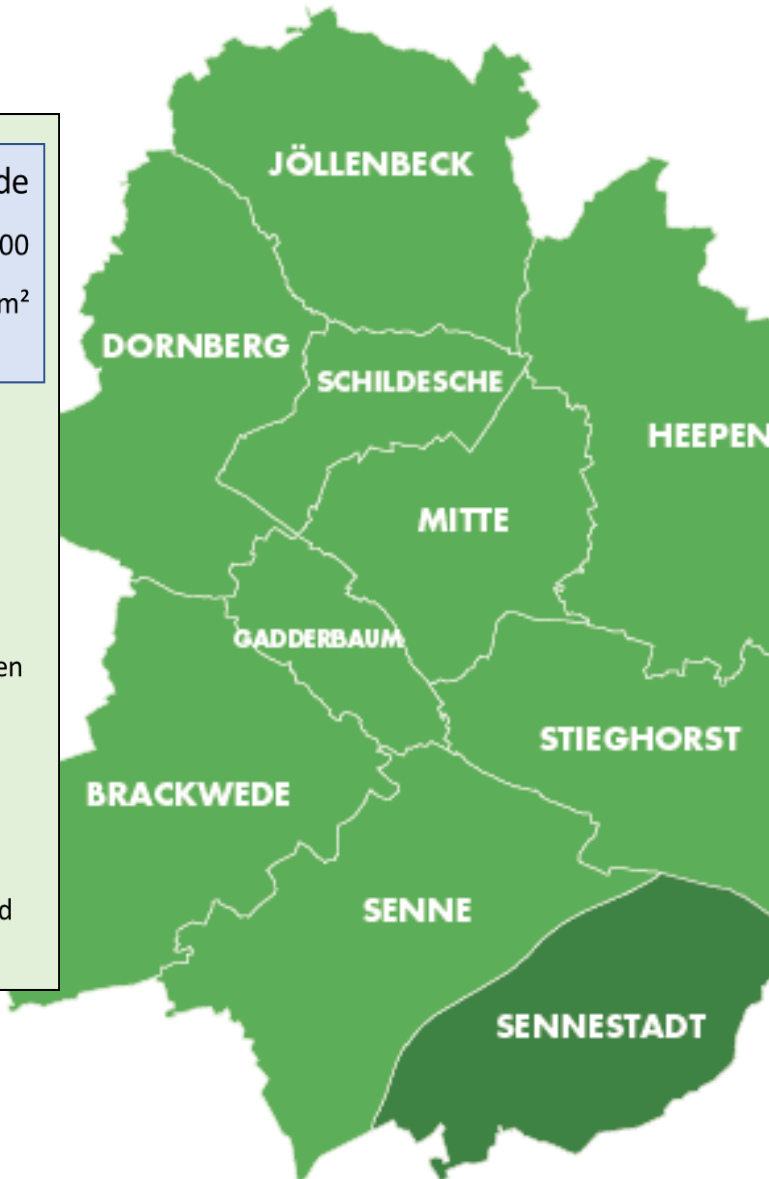 de
00
m²
en
d
JÖLLENBECK
DORNBERG
SCHILDESCHE
HEEPEN
MITTE
GADDERBAUM
STIEGHORST
BRACKWEDE
SENNE
SENNESTADT